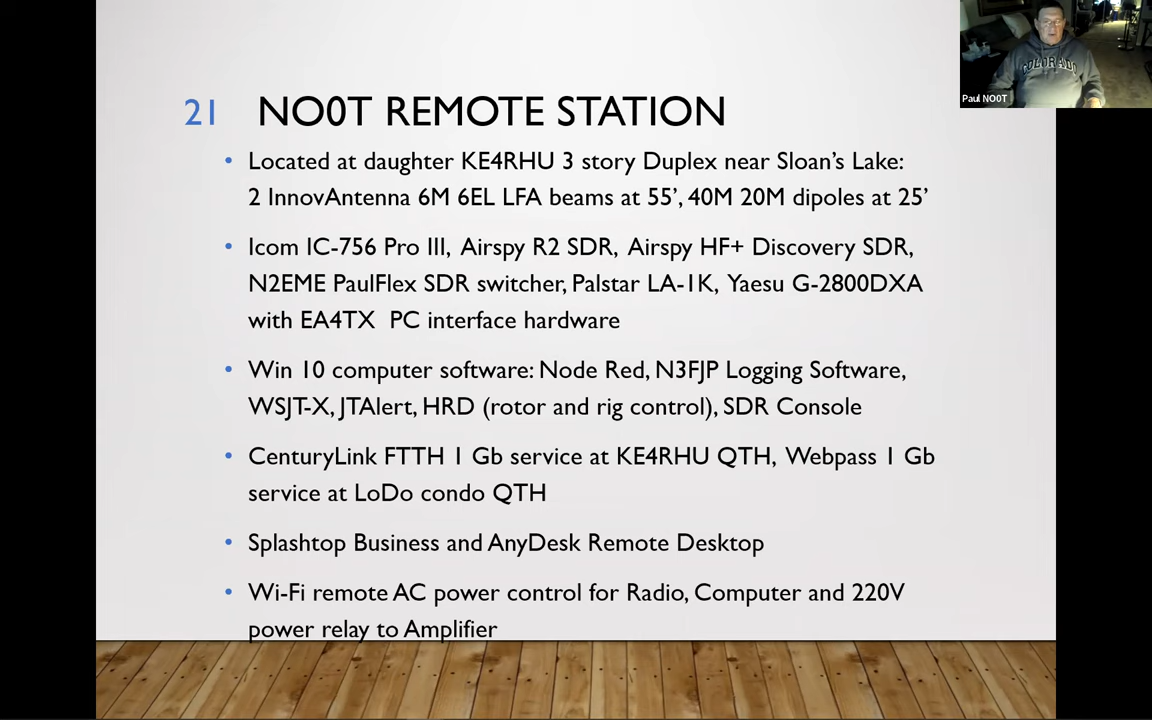 21 NO0T REMOTE STATION
• Located at daughter KE4RHU 3 story Duplex near Sloan’s Lake:
2 InnovAntenna 6M 6EL LFA beams at 55’, 40M 20M dipoles at 25’
• Icom IC-756 Pro III, Airspy R2 SDR, Airspy HF+ Discovery SDR,
N2EME PaulFlex SDR switcher, Palstar LA-1K, Yaesu G-2800DXA
with EA4TX PC interface hardware
• Win 10 computer software: Node Red, N3FJP Logging Software,
WSJT-X, JTAlert, HRD (rotor and rig control), SDR Console
• CenturyLink FTTH 1 Gb service at KE4RHU QTH, Webpass 1 Gb
service at LoDo condo QTH
• Splashtop Business and AnyDesk Remote Desktop
• Wi-Fi remote AC power control for Radio, Computer and 220V
power relay to Amplifier
COLORADO
Paul NO0T